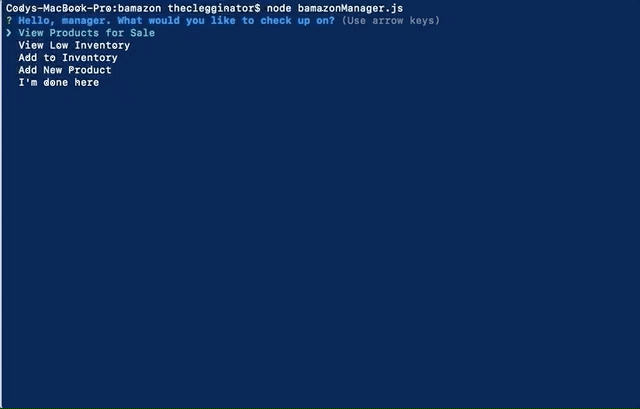 Codys-MacBook-Pro:bamazon theclegginator$ node bamazonManager.js
? Hello, manager. What would you like to check up on? (Use arrow keys)
❯ View Products for Sale
View Low Inventory
Add to Inventory
Add New Product
I'm done here